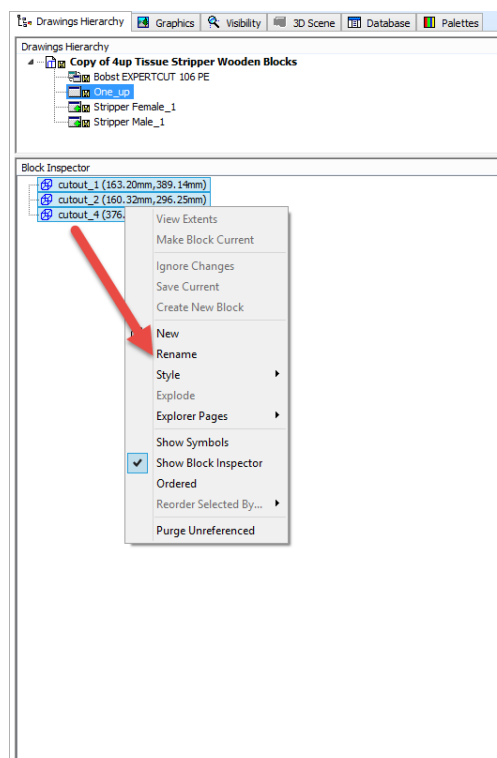 Drawings Hierarchy Graphics Visibility 3D Scene Database Palettes
Drawings Hierarchy
Copy of 4up Tissue Stripper Wooden Blocks
Bobst EXPERTCUT 106 PE
One_up
Stripper Female_1
Stripper Male_1
Block Inspector
cutout_1 (163.20mm,389.14mm)
cutout_2 (160.32mm,296.25mm)
cutout_4 (376.
View Extents
Make Block Current
Ignore Changes
Save Current
Create New Block
New
Rename
Style
Explode
Explorer Pages
Show Symbols
Show Block Inspector
Ordered
Reorder Selected By...
Purge Unreferenced